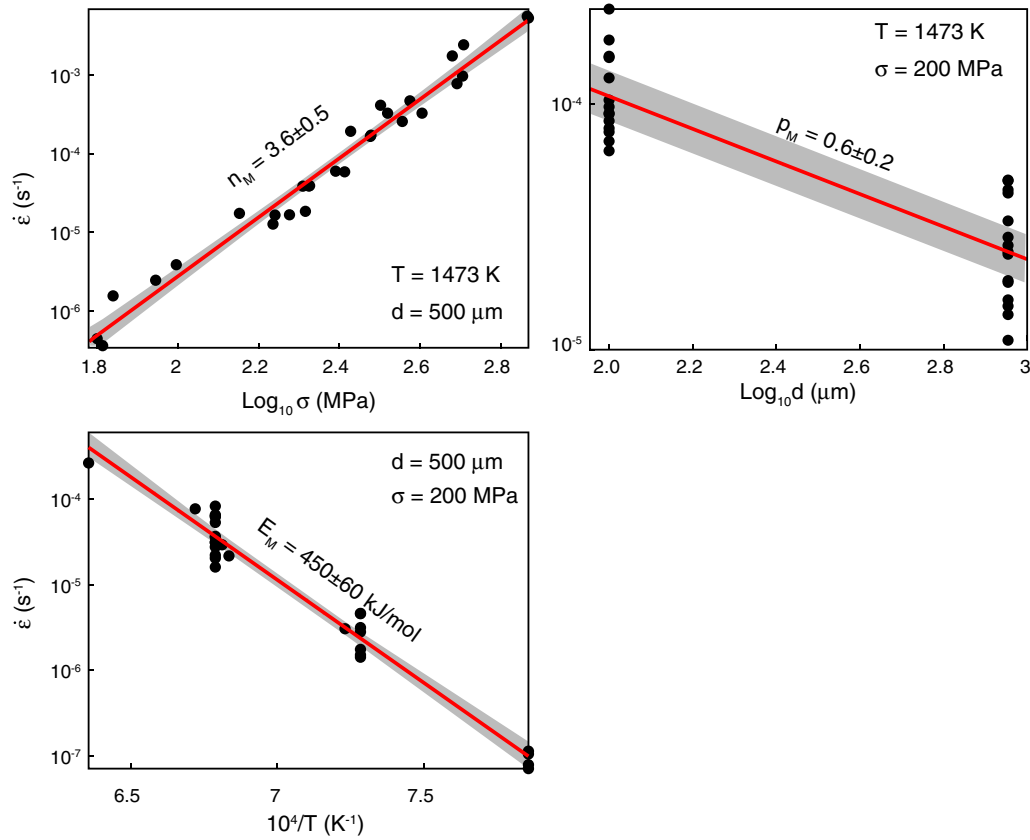 10⁻³
10⁻⁴
10⁻⁵
10⁻⁶
ε̇ (s⁻¹)
n_M = 3.6±0.5
T = 1473 K
d = 500 μm
1.8 2 2.2 2.4 2.6 2.8
Log₁₀ σ (MPa)
T = 1473 K
σ = 200 MPa
10⁻⁴
p_M = 0.6±0.2
10⁻⁵
2.0 2.2 2.4 2.6 2.8 3
Log₁₀d (μm)
d = 500 μm
σ = 200 MPa
10⁻⁴
10⁻⁵
10⁻⁶
10⁻⁷
ε̇ (s⁻¹)
E_M = 450±60 kJ/mol
6.5 7 7.5
10⁴/T (K⁻¹)